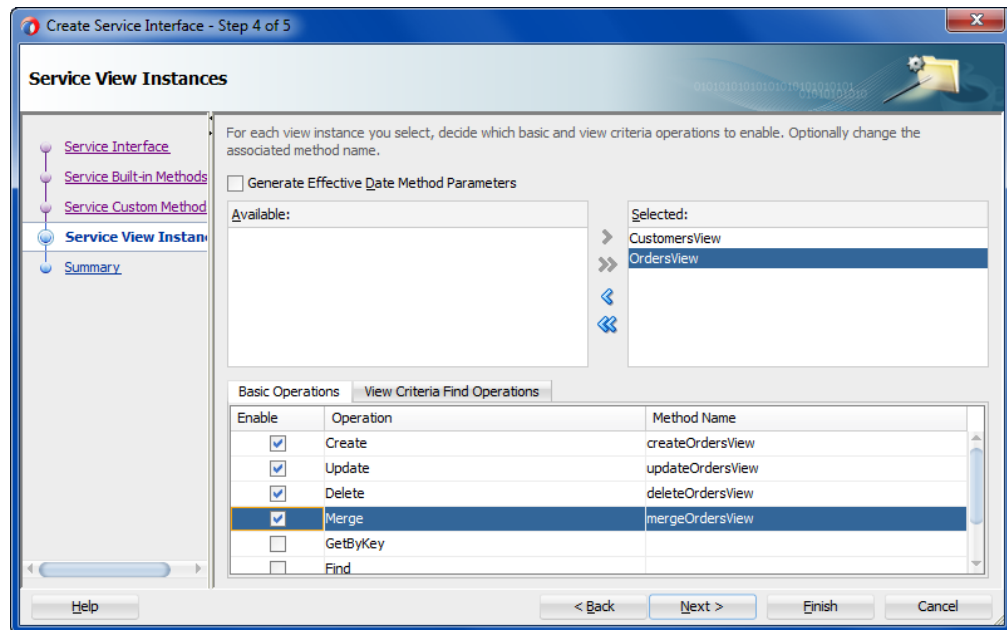 Create Service Interface - Step 4 of 5
Service View Instances
Service Interface
Service Built-in Methods
Service Custom Method
Service View Instan
Summary
For each view instance you select, decide which basic and view criteria operations to enable. Optionally change the
associated method name.
Generate Effective Date Method Parameters
Available:
Selected:
CustomersView
OrdersView
Basic Operations View Criteria Find Operations
Enable Operation Method Name
Create createOrdersView
Update updateOrdersView
Delete deleteOrdersView
Merge mergeOrdersView
GetByKey
Find
Help < Back Next > Finish Cancel